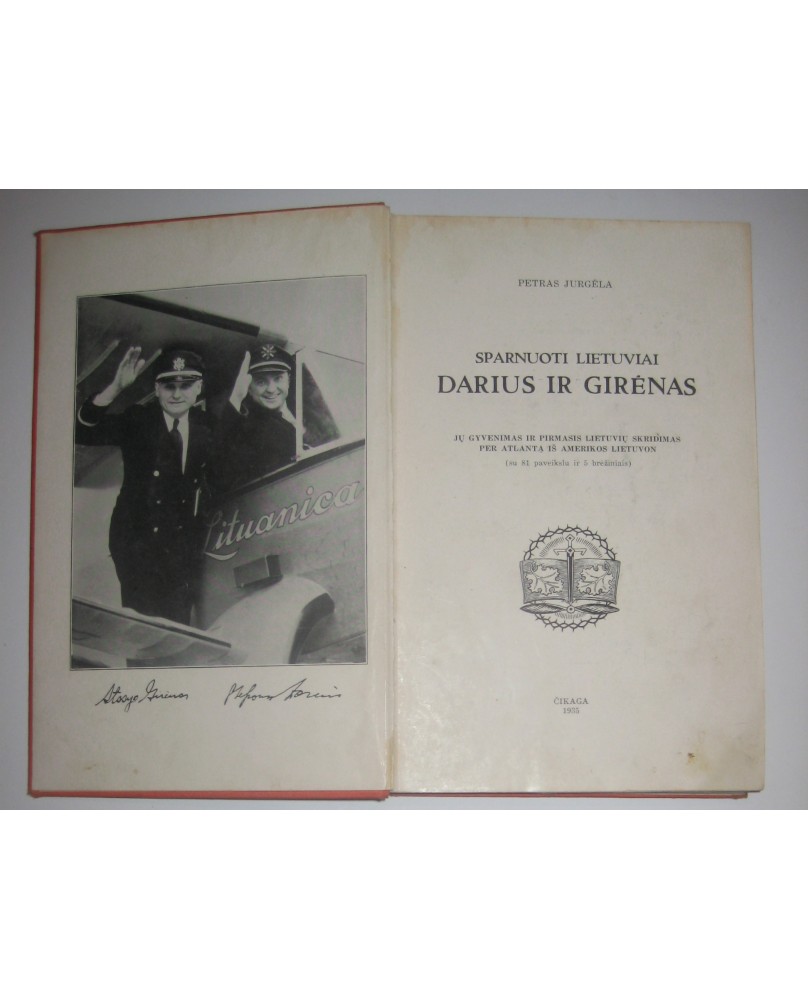 Lituanica
PETRAS JURGĖLA
SPARNUOTI LIETUVIAI
DARIUS IR GIRĖNAS
JŲ GYVENIMAS IR PIRMASIS LIETUVIŲ SKRIDIMAS
PER ATLANTĄ IŠ AMERIKOS LIETUVON
(su 81 paveikslu ir 5 brėžiniais)
ČIKAGA
1935